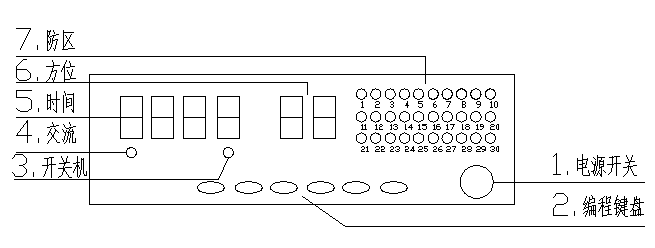 7.防区
6.方位
5.时间
4.交流
3.开关机
1 2 3 4 5 6 7 8 9 10
11 12 13 14 15 16 17 18 19 20
21 22 23 24 25 26 27 28 29 30
1.电源开关
2.编程键盘